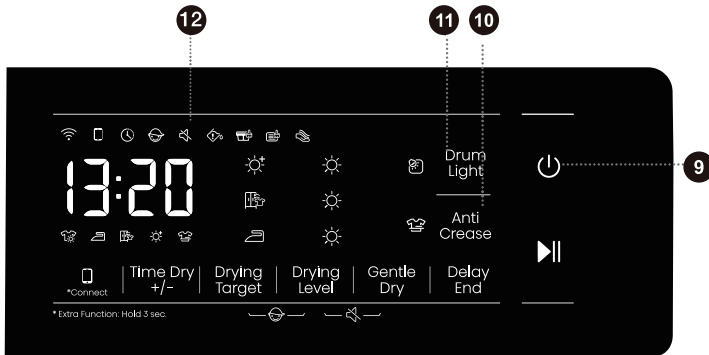 12
11
10
Drum
Light
13:20
9
Anti
Crease
*Connect
Time Dry
+/-
Drying
Target
Drying
Level
Gentle
Dry
Delay
End
* Extra Function: Hold 3 sec.